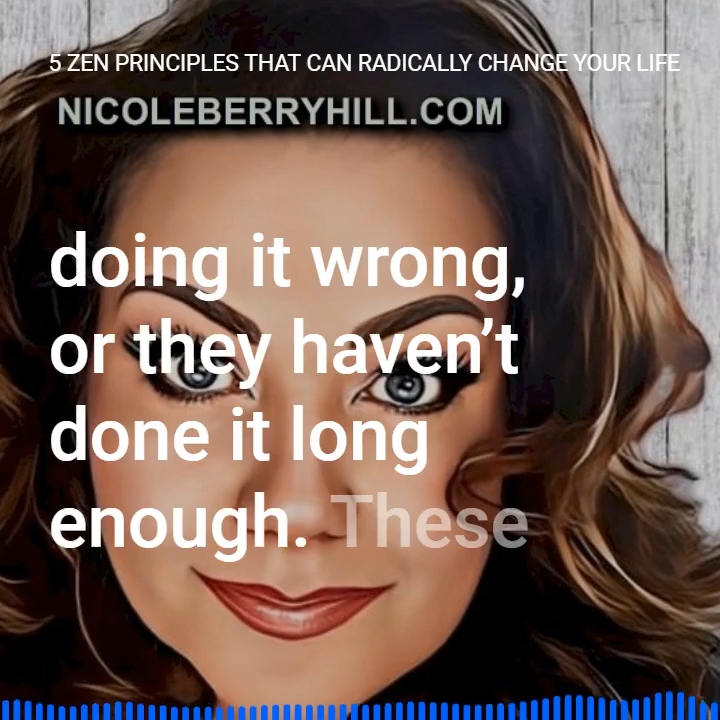 5 ZEN PRINCIPLES THAT CAN RADICALLY CHANGE YOUR LIFE
NICOLEBERRYHILL.COM
doing it wrong,
or they haven’t
done it long
enough. These